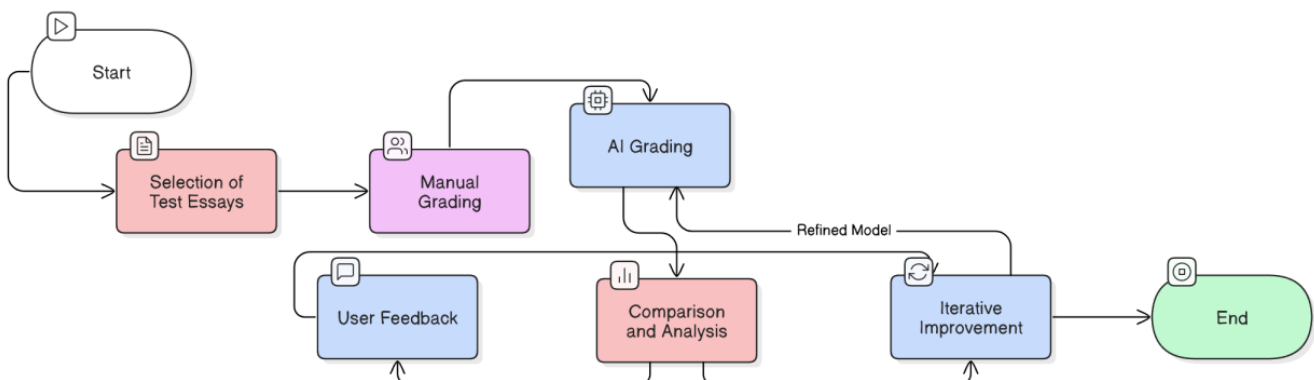 Start
Selection of
Test Essays
Manual
Grading
AI Grading
Refined Model
User Feedback
Comparison
and Analysis
Iterative
Improvement
End